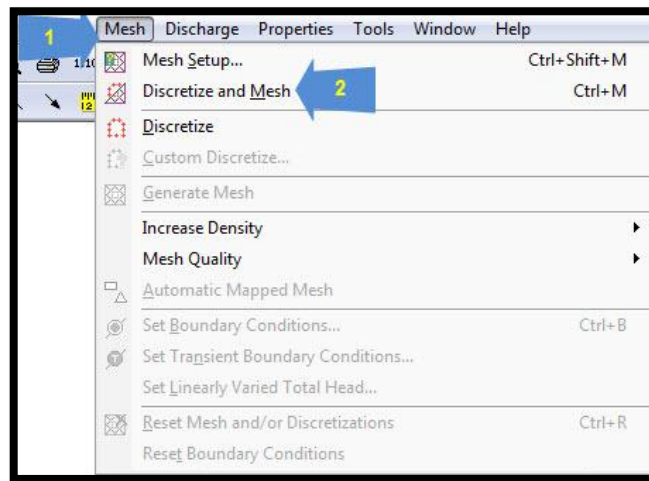 1
Mesh Discharge Properties Tools Window Help
Mesh Setup... Ctrl+Shift+M
Discretize and Mesh 2 Ctrl+M
Discretize
Custom Discretize...
Generate Mesh
Increase Density
Mesh Quality
Automatic Mapped Mesh
Set Boundary Conditions... Ctrl+B
Set Transient Boundary Conditions...
Set Linearly Varied Total Head...
Reset Mesh and/or Discretizations Ctrl+R
Reset Boundary Conditions